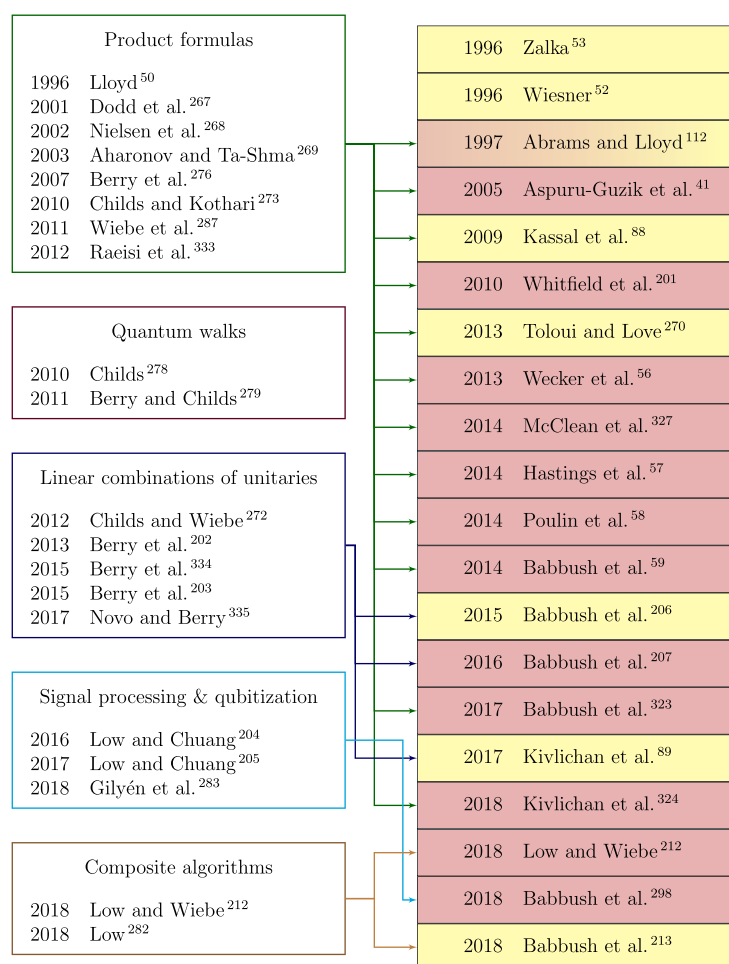 Product formulas
1996 Lloyd50
2001 Dodd et al.267
2002 Nielsen et al.268
2003 Aharonov and Ta-Shma269
2007 Berry et al.276
2010 Childs and Kothari273
2011 Wiebe et al.287
2012 Raeisi et al.333
Quantum walks
2010 Childs278
2011 Berry and Childs279
Linear combinations of unitaries
2012 Childs and Wiebe272
2013 Berry et al.202
2015 Berry et al.334
2015 Berry et al.203
2017 Novo and Berry335
Signal processing & qubitization
2016 Low and Chuang204
2017 Low and Chuang205
2018 Gilyén et al.283
Composite algorithms
2018 Low and Wiebe212
2018 Low282
1996 Zalka53
1996 Wiesner52
1997 Abrams and Lloyd112
2005 Aspuru-Guzik et al.41
2009 Kassal et al.88
2010 Whitfield et al.201
2013 Toloui and Love270
2013 Wecker et al.56
2014 McClean et al.327
2014 Hastings et al.57
2014 Poulin et al.58
2014 Babbush et al.59
2015 Babbush et al.206
2016 Babbush et al.207
2017 Babbush et al.323
2017 Kivlichan et al.89
2018 Kivlichan et al.324
2018 Low and Wiebe212
2018 Babbush et al.298
2018 Babbush et al.213